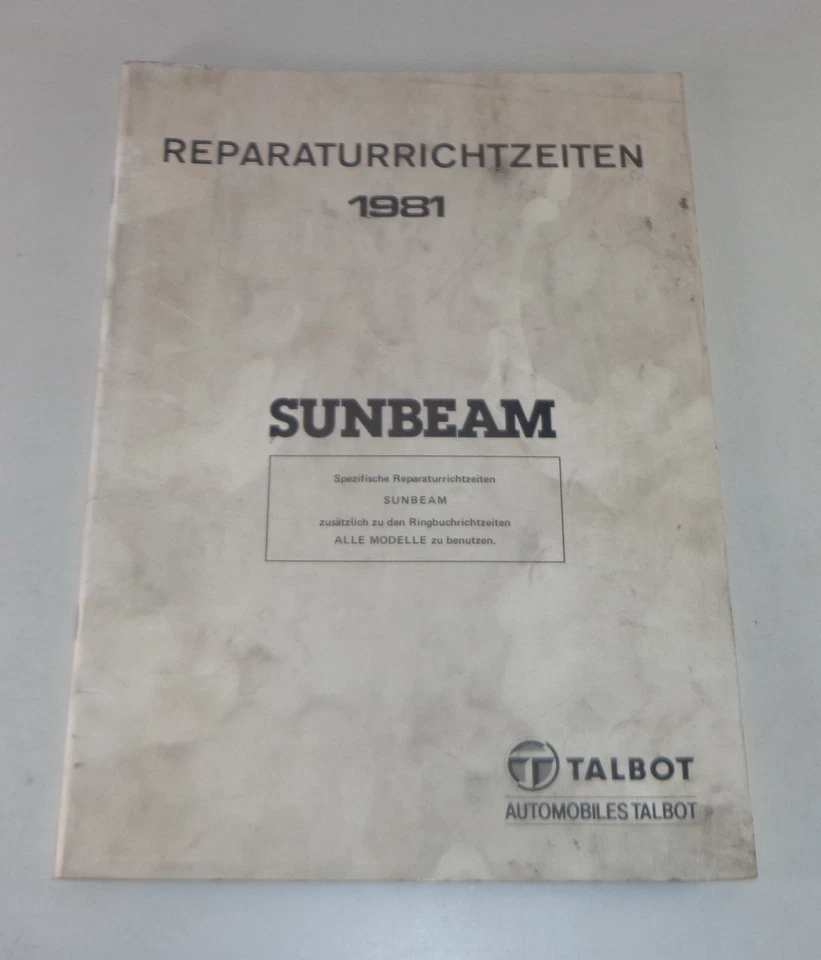 REPARATURRICHTZEITEN
1981
SUNBEAM
Spezifische Reparaturrichtzeiten
SUNBEAM
zusätzlich zu den Ringbuchrichtzeiten
ALLE MODELLE zu benutzen.
TALBOT
AUTOMOBILES TALBOT